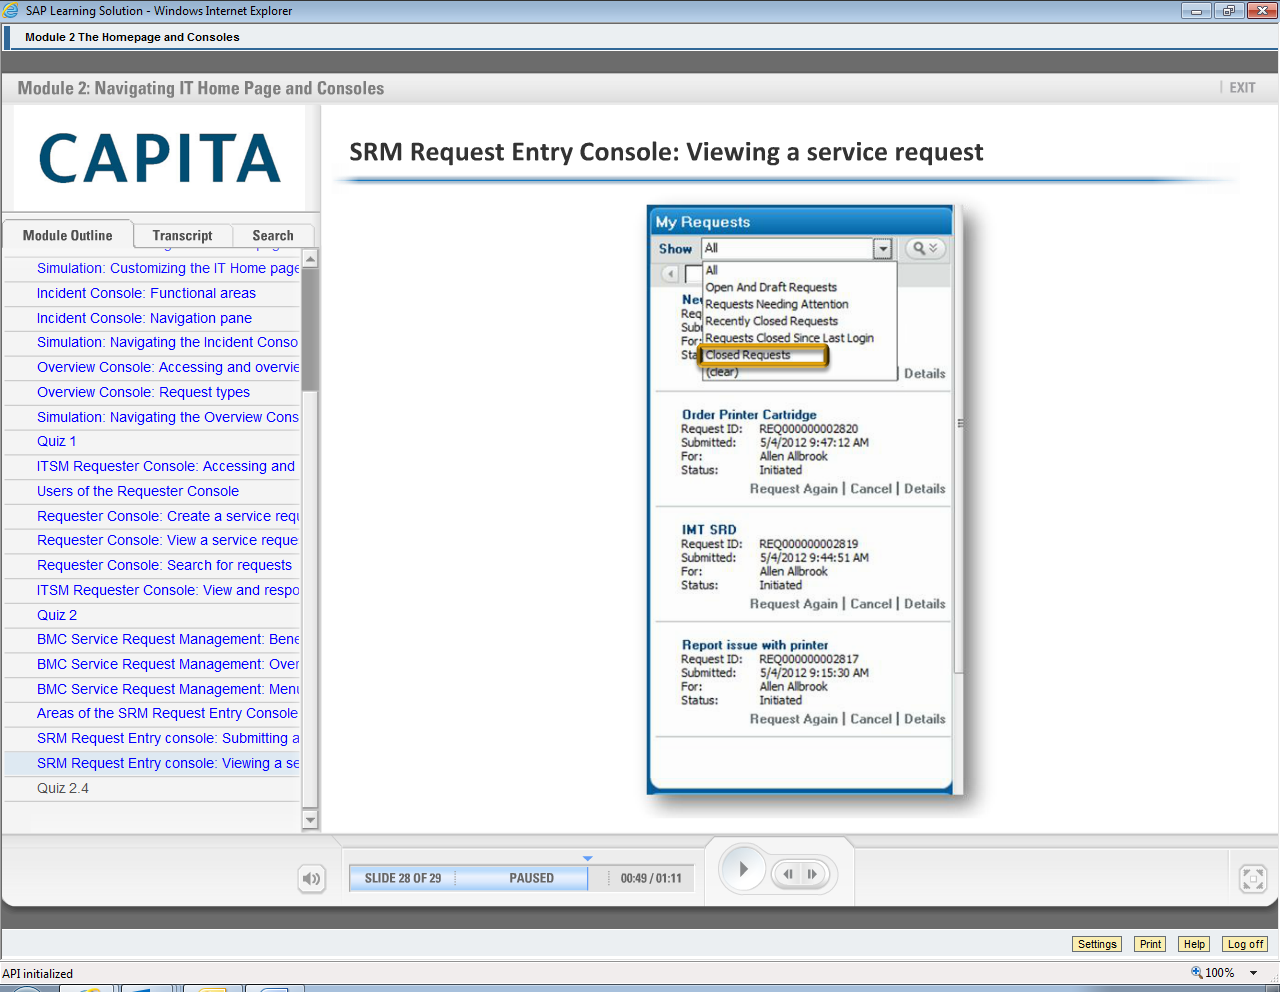 SAP Learning Solution - Windows Internet Explorer
Module 2 The Homepage and Consoles
Module 2: Navigating IT Home Page and Consoles
EXIT
CAPITA
Module Outline
Transcript
Search
Simulation: Customizing the IT Home page
Incident Console: Functional areas
Incident Console: Navigation pane
Simulation: Navigating the Incident Conso
Overview Console: Accessing and overvie
Overview Console: Request types
Simulation: Navigating the Overview Cons
Quiz 1
ITSM Requester Console: Accessing and
Users of the Requester Console
Requester Console: Create a service requ
Requester Console: View a service reque
Requester Console: Search for requests
ITSM Requester Console: View and respo
Quiz 2
BMC Service Request Management: Bene
BMC Service Request Management: Over
BMC Service Request Management: Menu
Areas of the SRM Request Entry Console
SRM Request Entry console: Submitting a
SRM Request Entry console: Viewing a se
Quiz 2.4
SRM Request Entry Console: Viewing a service request
My Requests
Show All
All
Open And Draft Requests
Requests Needing Attention
Recently Closed Requests
Requests Closed Since Last Login
Closed Requests
(clear)
Ne
Req
Sub
For:
Sta
| Details
Order Printer Cartridge
Request ID: REQ000000002820
Submitted: 5/4/2012 9:47:12 AM
For: Allen Allbrook
Status: Initiated
Request Again | Cancel | Details
IMT SRD
Request ID: REQ000000002819
Submitted: 5/4/2012 9:44:51 AM
For: Allen Allbrook
Status: Initiated
Request Again | Cancel | Details
Report issue with printer
Request ID: REQ000000002817
Submitted: 5/4/2012 9:15:30 AM
For: Allen Allbrook
Status: Initiated
Request Again | Cancel | Details
SLIDE 28 OF 29
PAUSED
00:49 / 01:11
Settings
Print
Help
Log off
API initialized
100%